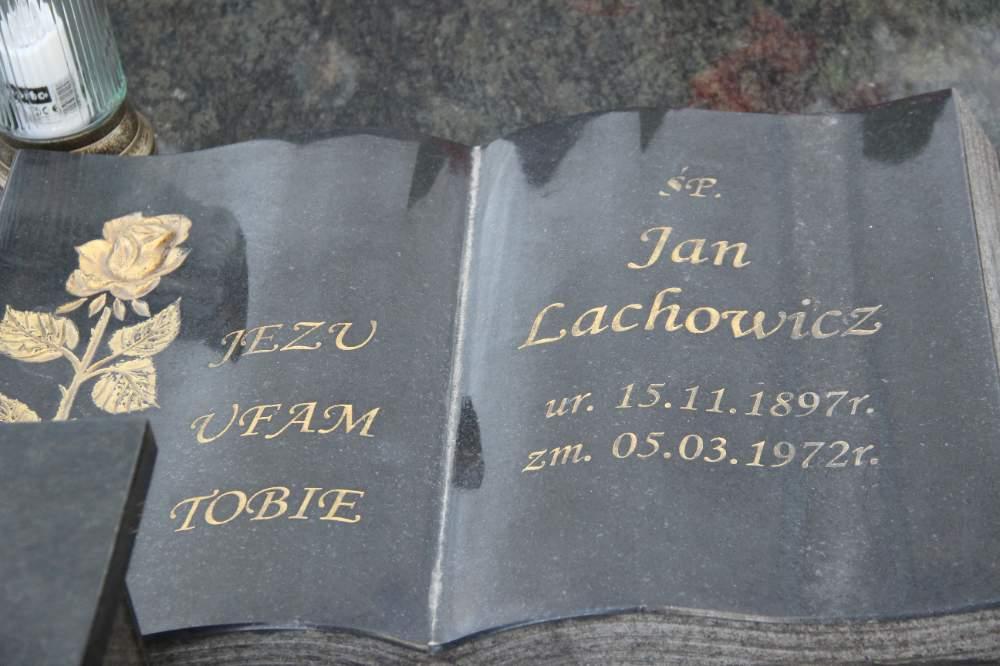 JEZU
UFAM
TOBIE
ŚP.
Jan
Lachowicz
ur. 15.11.1897r.
zm. 05.03.1972r.